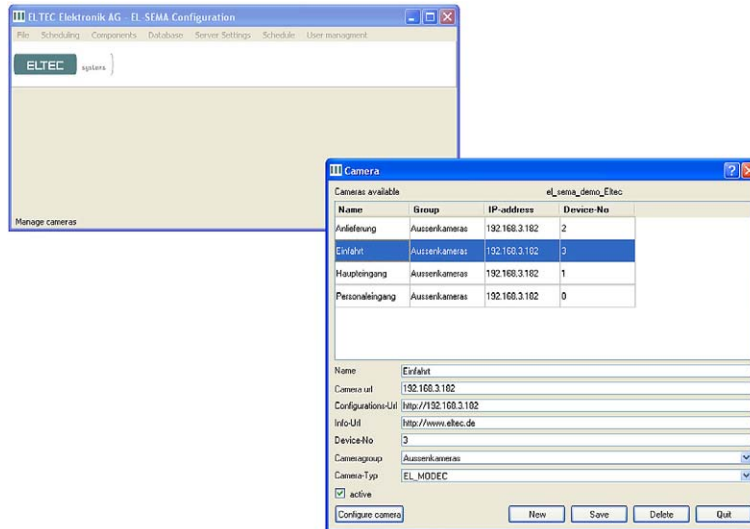 ELTEC Elektronik AG - EL-SEMA Configuration
File Scheduling Components Database Server Settings Schedule User managment
ELTEC systems
Manage cameras
Camera
Cameras available el_sema_demo_Eltec
Name Group IP-address Device-No
Anlieferung Aussenkameras 192.168.3.182 2
Einfahrt Aussenkameras 192.168.3.182 3
Haupteingang Aussenkameras 192.168.3.182 1
Personaleingang Aussenkameras 192.168.3.182 0
Name Einfahrt
Camera url 192.168.3.182
Configurations-Url http://192.168.3.182
Info-Url http://www.eltec.de
Device-No 3
Cameragroup Aussenkameras
Camera-Typ EL_MODEC
active
Configure camera New Save Delete Quit